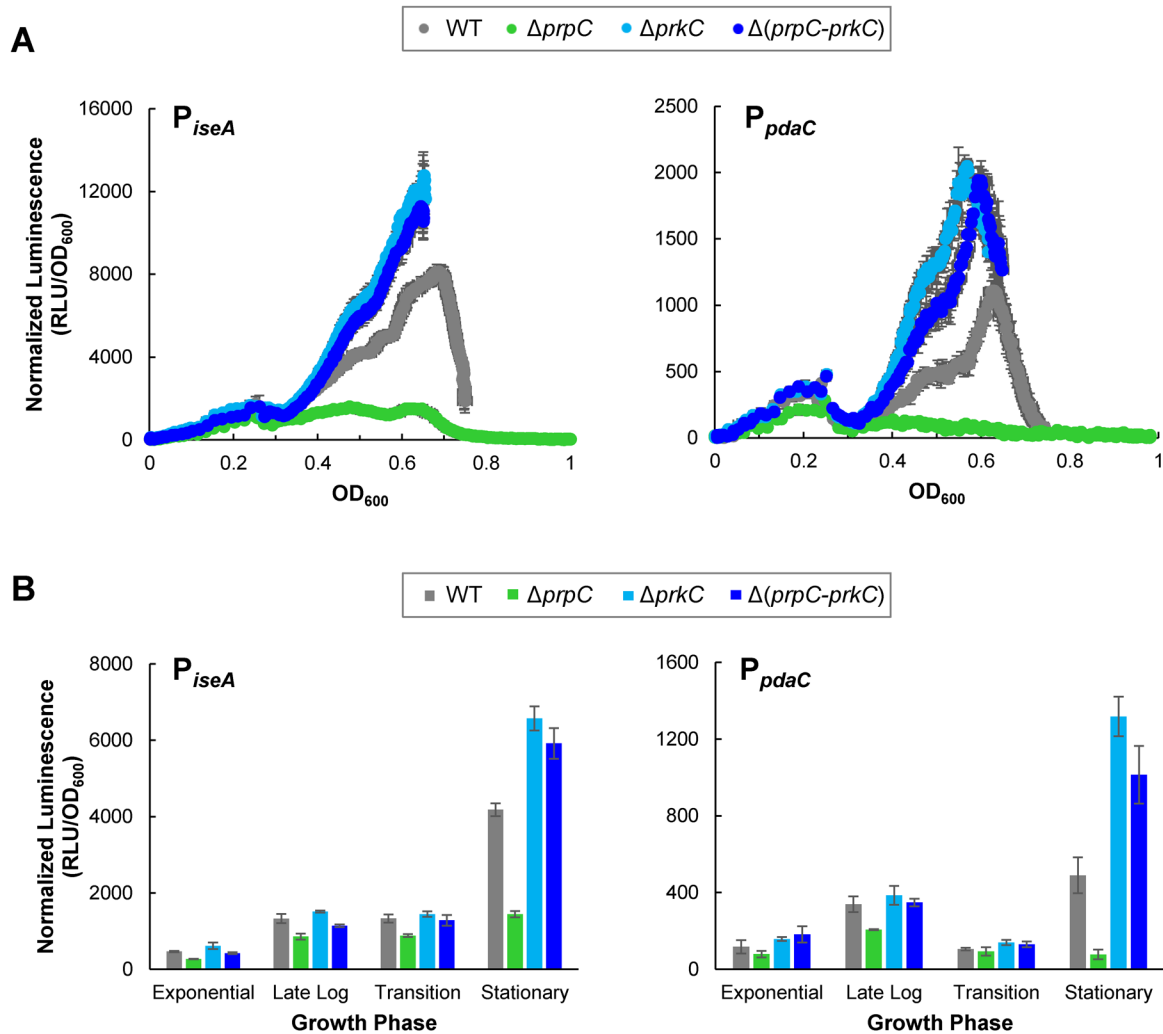 A
WT ΔprpC ΔprkC Δ(prpC-prkC)
PiseA
PpdaC
Normalized Luminescence
(RLU/OD600)
16000
12000
8000
4000
0
0 0.2 0.4 0.6 0.8 1
OD600
2500
2000
1500
1000
500
0
0 0.2 0.4 0.6 0.8 1
OD600
B
WT ΔprpC ΔprkC Δ(prpC-prkC)
PiseA
PpdaC
Normalized Luminescence
(RLU/OD600)
8000
6000
4000
2000
0
Exponential Late Log Transition Stationary
Growth Phase
1600
1200
800
400
0
Exponential Late Log Transition Stationary
Growth Phase